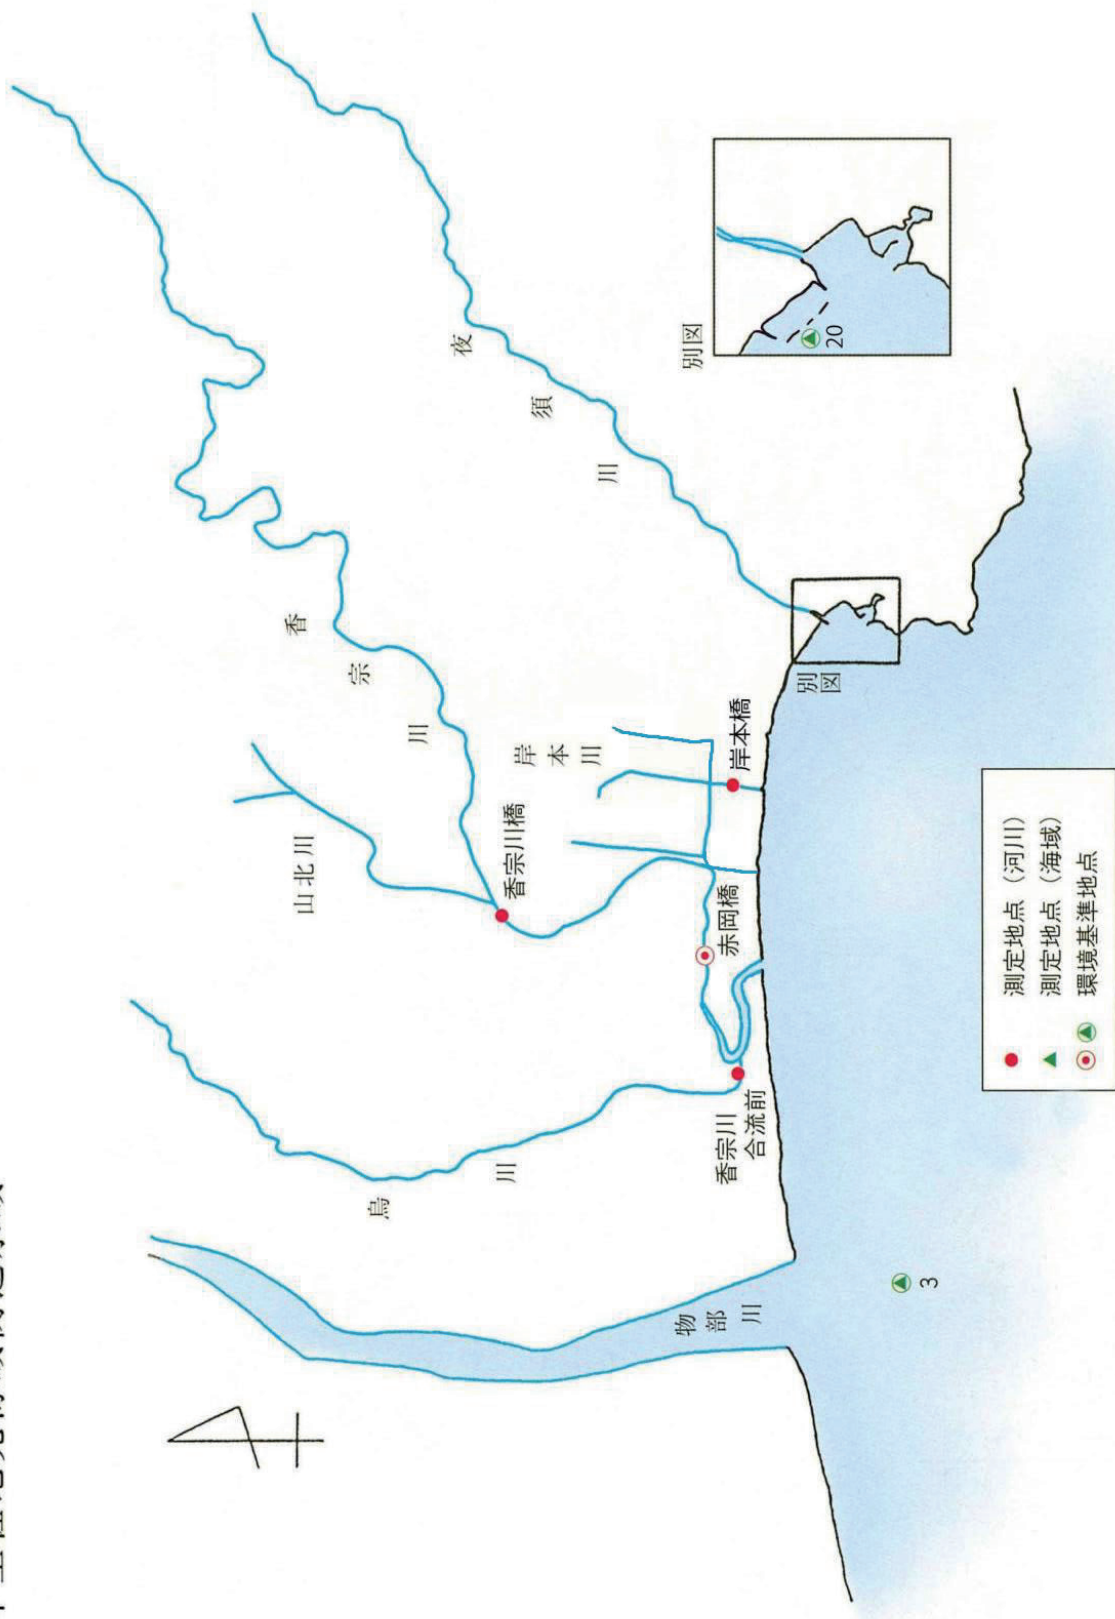 物部川
烏川
香宗川
合流前
赤岡橋
山北川
香宗川橋
香宗川
岸本川
岸本橋
夜須川
別図
別図
20
3
測定地点（河川）
測定地点（海域）
環境基準地点